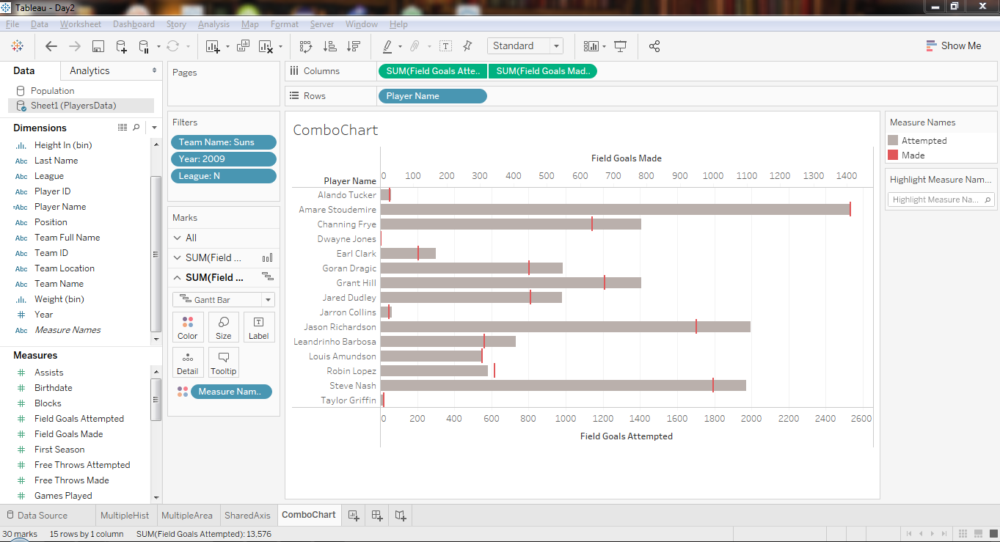 Tableau - Day2
File Data Worksheet Dashboard Story Analysis Map Format Server Window Help
Standard
Show Me
Data
Analytics
Population
Sheet1 (PlayersData)
Dimensions
Height In (bin)
Abc Last Name
Abc League
Abc Player ID
=Abc Player Name
Abc Position
Abc Team Full Name
Abc Team ID
Abc Team Location
Abc Team Name
Weight (bin)
# Year
Abc Measure Names
Measures
# Assists
# Birthdate
# Blocks
# Field Goals Attempted
# Field Goals Made
# First Season
# Free Throws Attempted
# Free Throws Made
# Games Played
Pages
Filters
Team Name: Suns
Year: 2009
League: N
Marks
All
SUM(Field ...
SUM(Field ...
Gantt Bar
Color Size Label
Detail Tooltip
Measure Nam..
Columns
SUM(Field Goals Atte..
SUM(Field Goals Mad..
Rows
Player Name
ComboChart
Field Goals Made
Player Name
0 100 200 300 400 500 600 700 800 900 1000 1100 1200 1300 1400
Alando Tucker
Amare Stoudemire
Channing Frye
Dwayne Jones
Earl Clark
Goran Dragic
Grant Hill
Jared Dudley
Jarron Collins
Jason Richardson
Leandrinho Barbosa
Louis Amundson
Robin Lopez
Steve Nash
Taylor Griffin
0 200 400 600 800 1000 1200 1400 1600 1800 2000 2200 2400 2600
Field Goals Attempted
Measure Names
Attempted
Made
Highlight Measure Nam...
Highlight Measure Na...
Data Source
MultipleHist
MultipleArea
SharedAxis
ComboChart
30 marks
15 rows by 1 column
SUM(Field Goals Attempted): 13,576